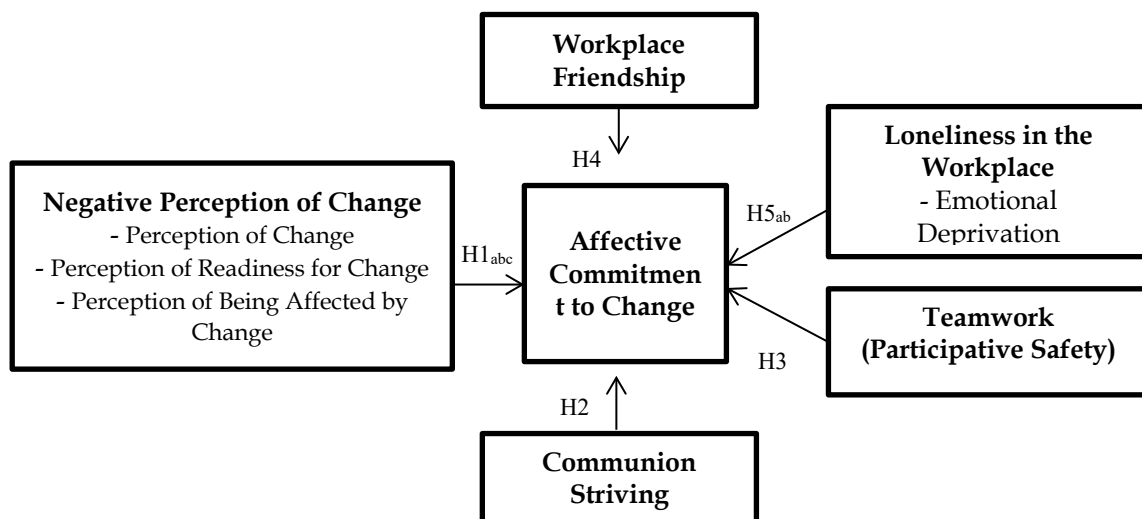 Workplace
Friendship
H4
Loneliness in the
Workplace
- Emotional
Deprivation
Negative Perception of Change
- Perception of Change
- Perception of Readiness for Change
- Perception of Being Affected by
Change
H1abc
Affective
Commitmen
t to Change
H5ab
Teamwork
(Participative Safety)
H3
H2
Communion
Striving